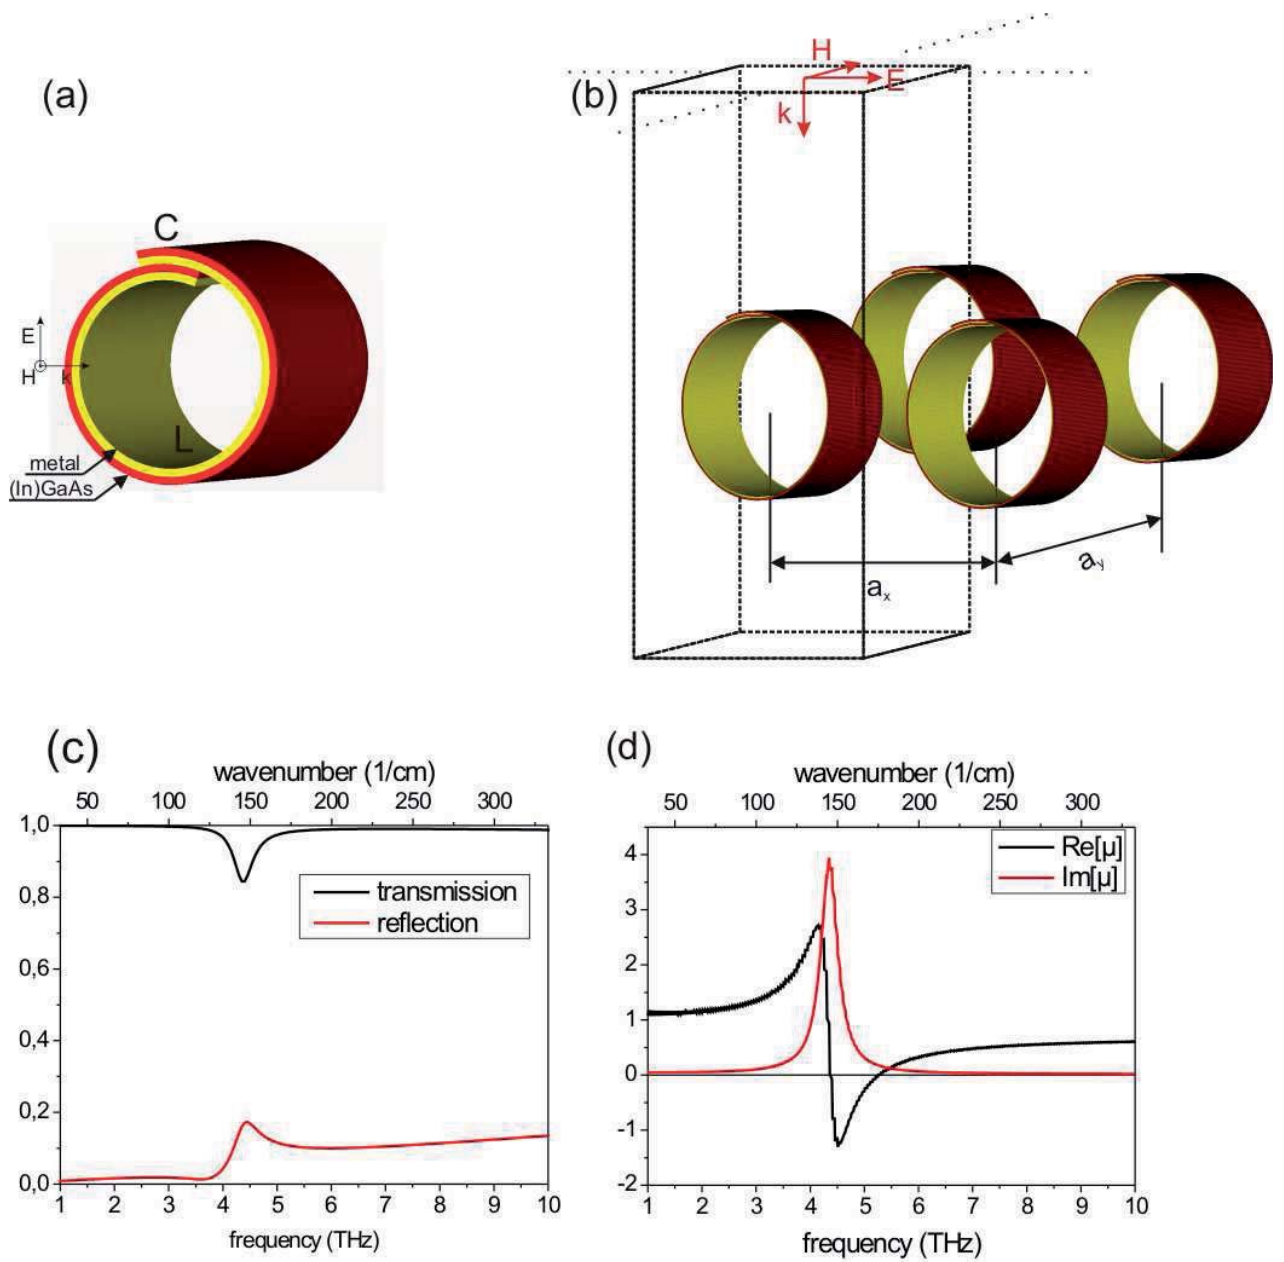 (a)
C
E
H
k
L
metal
(In)GaAs
(b)
H
E
k
aₓ
aᵧ
(c)
wavenumber (1/cm)
50 100 150 200 250 300
1,0
0,8
0,6
0,4
0,2
0,0
transmission
reflection
1 2 3 4 5 6 7 8 9 10
frequency (THz)
(d)
wavenumber (1/cm)
50 100 150 200 250 300
4
3
2
1
0
-1
-2
Re[µ]
Im[µ]
1 2 3 4 5 6 7 8 9 10
frequency (THz)